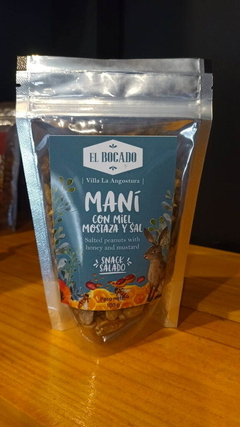 EL BOCADO
| Villa La Angostura |
MANÍ
CON MIEL
MOSTAZA Y SAL
Salted peanuts with
honey and mustard
SNACK
SALADO